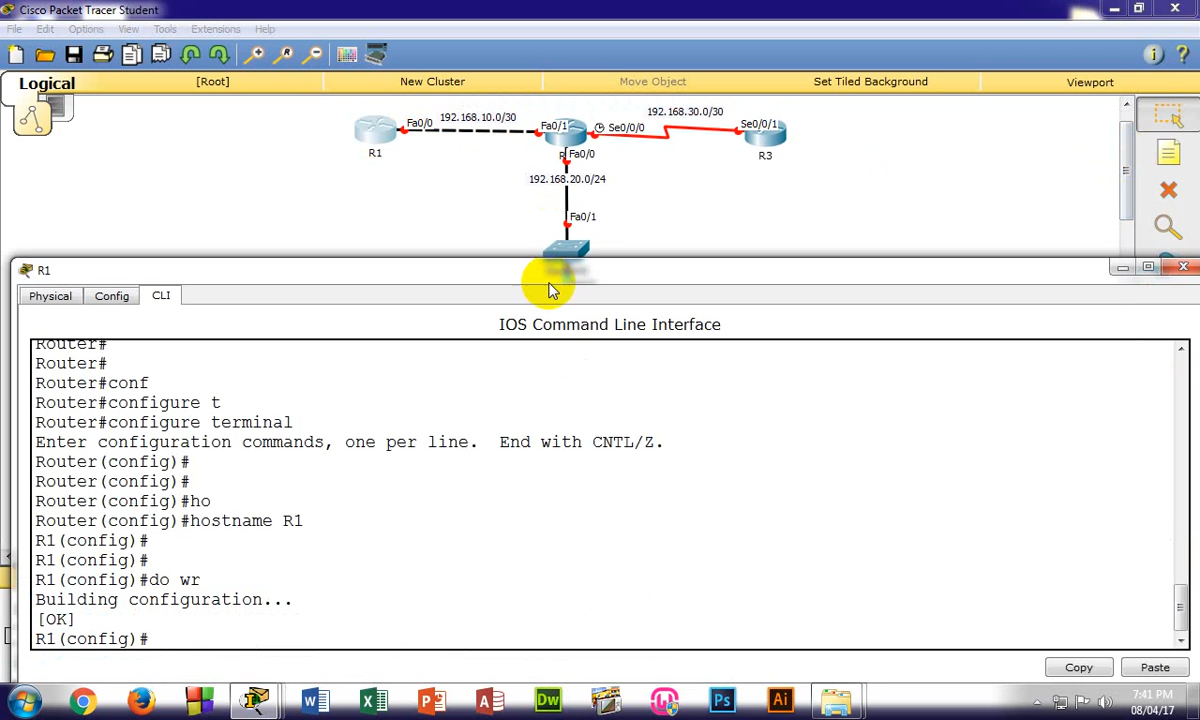 Cisco Packet Tracer Student
File Edit Options View Tools Extensions Help
Logical [Root] New Cluster Move Object Set Tiled Background Viewport
192.168.10.0/30 192.168.30.0/30
Fa0/0 Fa0/1 Se0/0/0 Se0/0/1
R1 Fa0/0 R3
192.168.20.0/24
Fa0/1
R1
Physical Config CLI
IOS Command Line Interface
Router#
Router#
Router#conf
Router#configure t
Router#configure terminal
Enter configuration commands, one per line. End with CNTL/Z.
Router(config)#
Router(config)#
Router(config)#ho
Router(config)#hostname R1
R1(config)#
R1(config)#
R1(config)#do wr
Building configuration...
[OK]
R1(config)#
Copy Paste
7:41 PM
08/04/17